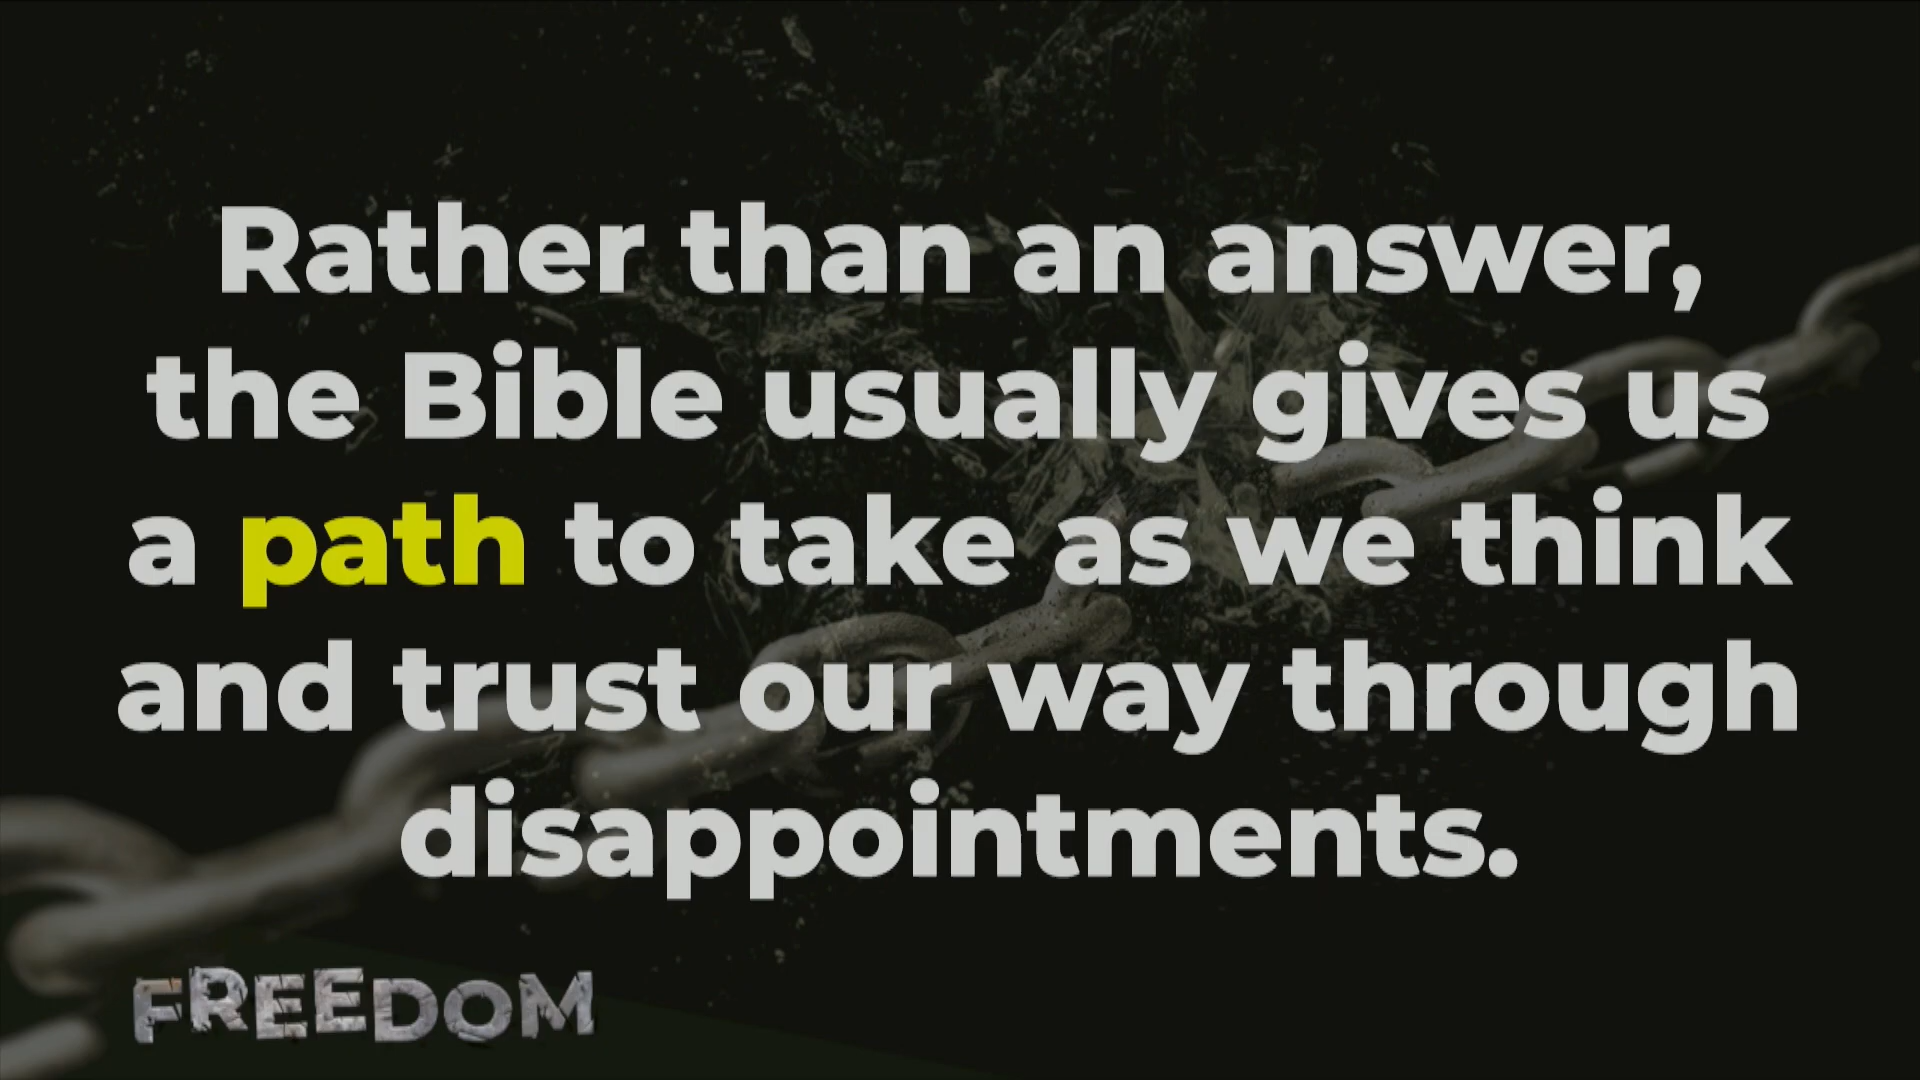 Rather than an answer,
the Bible usually gives us
a path to take as we think
and trust our way through
disappointments.
FREEDOM